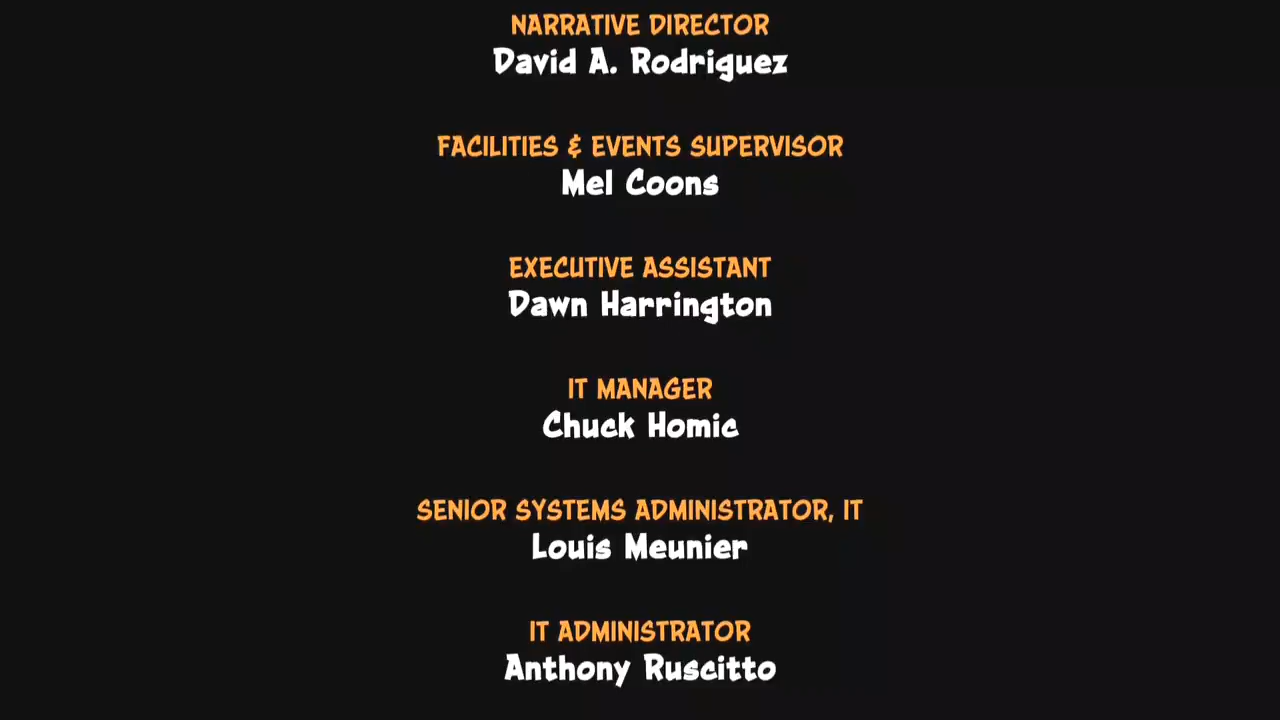 NARRATIVE DIRECTOR
David A. Rodriguez
FACILITIES & EVENTS SUPERVISOR
Mel Coons
EXECUTIVE ASSISTANT
Dawn Harrington
IT MANAGER
Chuck Homic
SENIOR SYSTEMS ADMINISTRATOR, IT
Louis Meunier
IT ADMINISTRATOR
Anthony Ruscitto